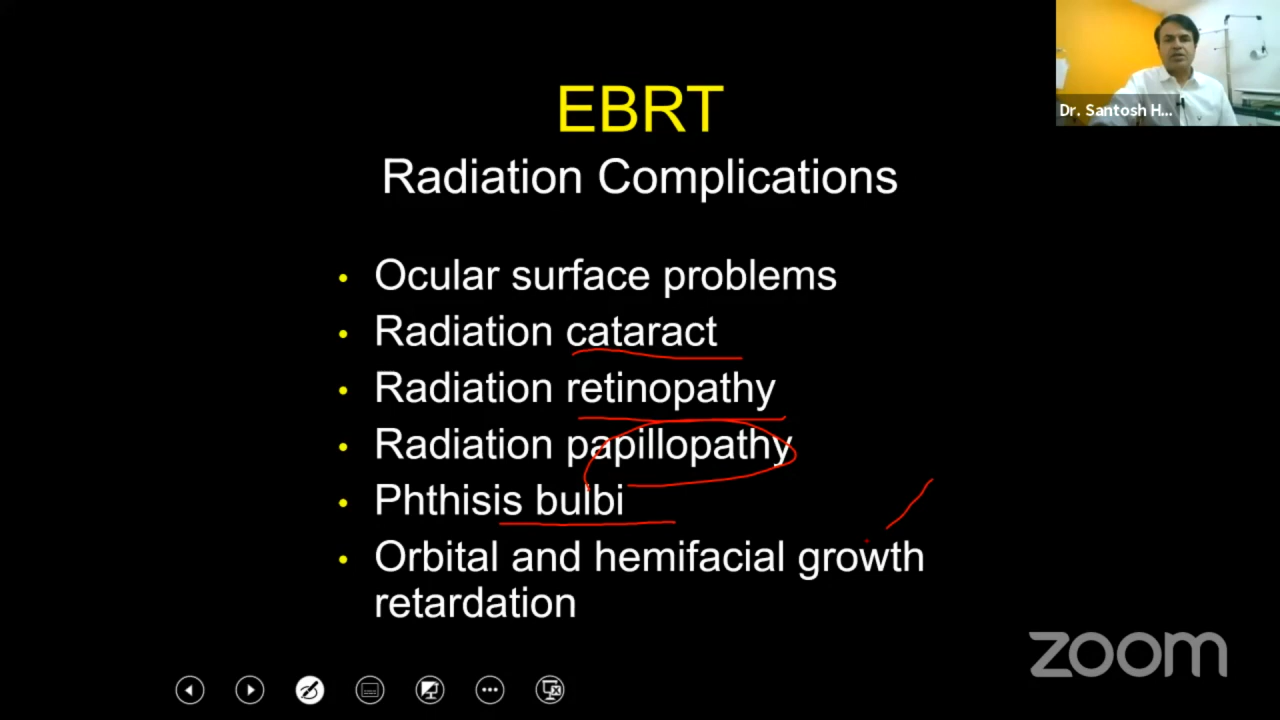 Dr. Santosh H...
EBRT
Radiation Complications
• Ocular surface problems
• Radiation cataract
• Radiation retinopathy
• Radiation papillopathy
• Phthisis bulbi
• Orbital and hemifacial growth
retardation
zoom